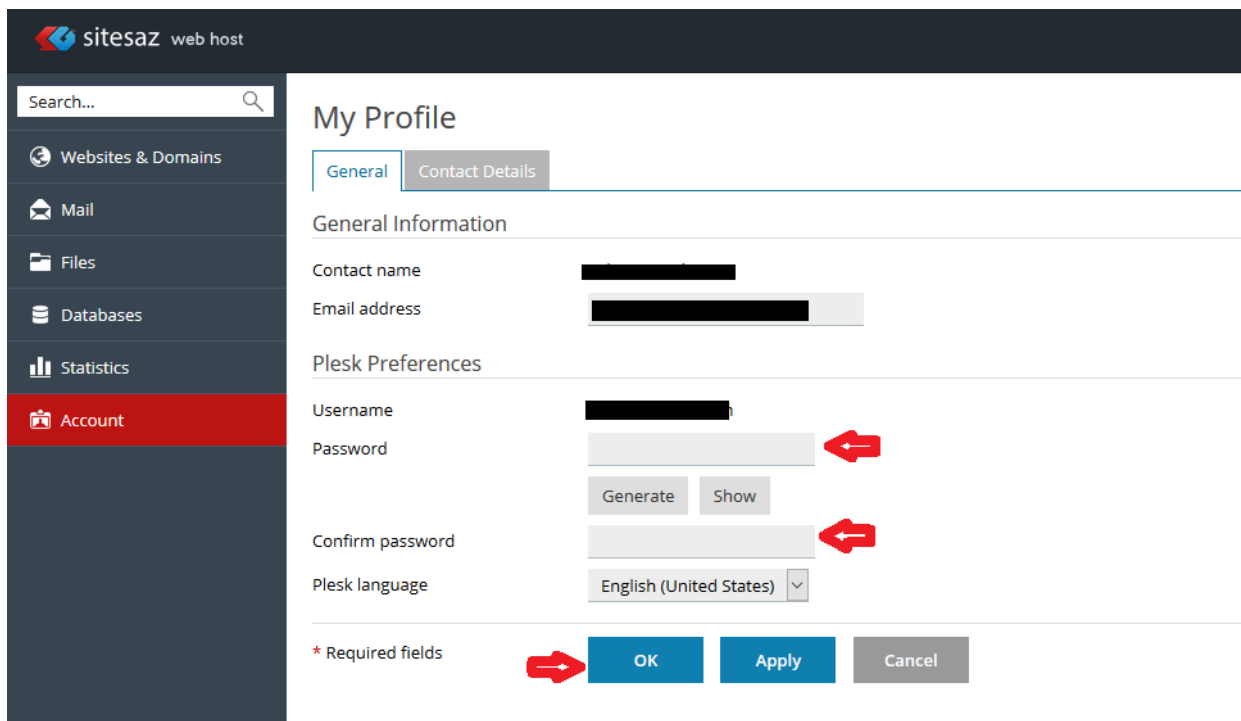 sitesaz web host
Search...
Websites & Domains
Mail
Files
Databases
Statistics
Account
My Profile
General Contact Details
General Information
Contact name
Email address
Plesk Preferences
Username
Password
Generate Show
Confirm password
Plesk language English (United States)
* Required fields OK Apply Cancel